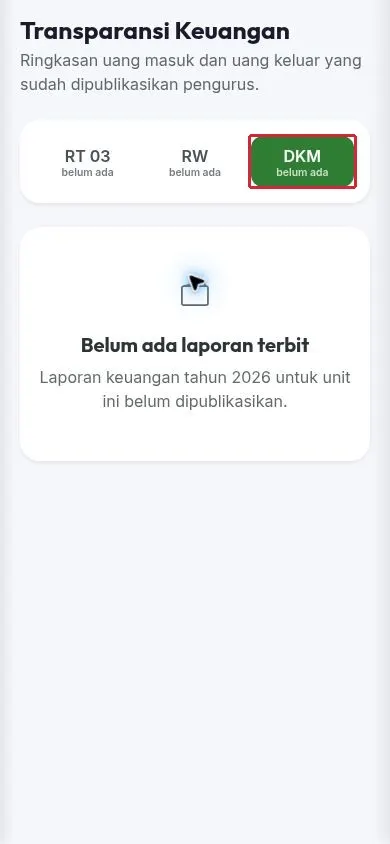 Transparansi Keuangan
Ringkasan uang masuk dan uang keluar yang
sudah dipublikasikan pengurus.
RT 03
belum ada
RW
belum ada
DKM
belum ada
Belum ada laporan terbit
Laporan keuangan tahun 2026 untuk unit
ini belum dipublikasikan.